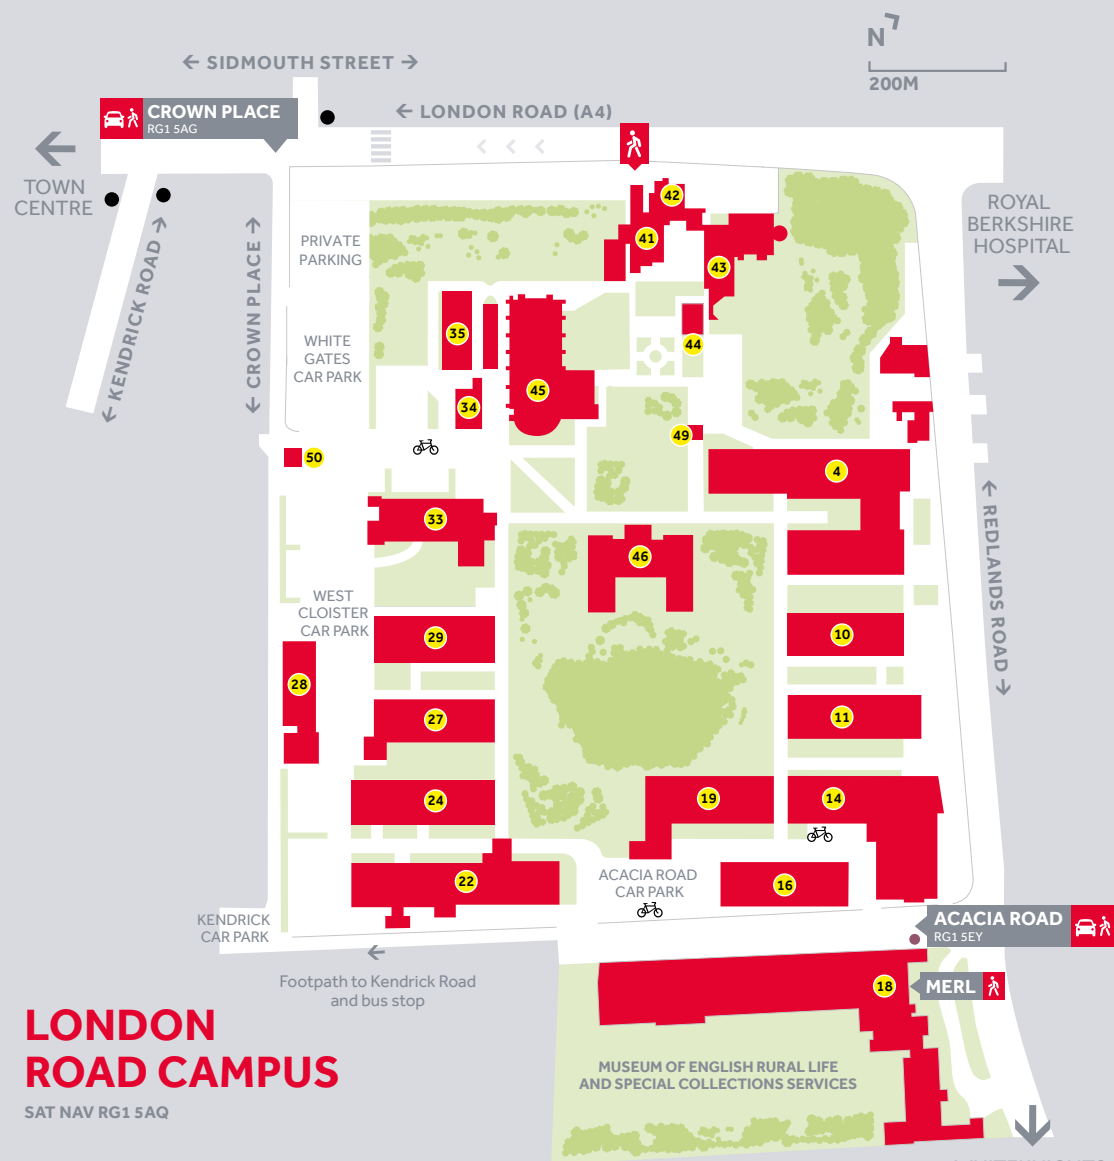 ← SIDMOUTH STREET →
N
200M
CROWN PLACE
RG1 5AG
← LONDON ROAD (A4)
TOWN
CENTRE
ROYAL
BERKSHIRE
HOSPITAL
← KENDRICK ROAD →
← CROWN PLACE →
PRIVATE
PARKING
WHITE
GATES
CAR PARK
42
41
43
35
44
45
34
49
50
4
33
46
← REDLANDS ROAD →
WEST
CLOISTER
CAR PARK
29
10
28
27
11
24
19
14
22
ACACIA ROAD
CAR PARK
16
KENDRICK
CAR PARK
ACACIA ROAD
RG1 5EY
Footpath to Kendrick Road
and bus stop
18
MERL
LONDON
ROAD CAMPUS
SAT NAV RG1 5AQ
MUSEUM OF ENGLISH RURAL LIFE
AND SPECIAL COLLECTIONS SERVICES